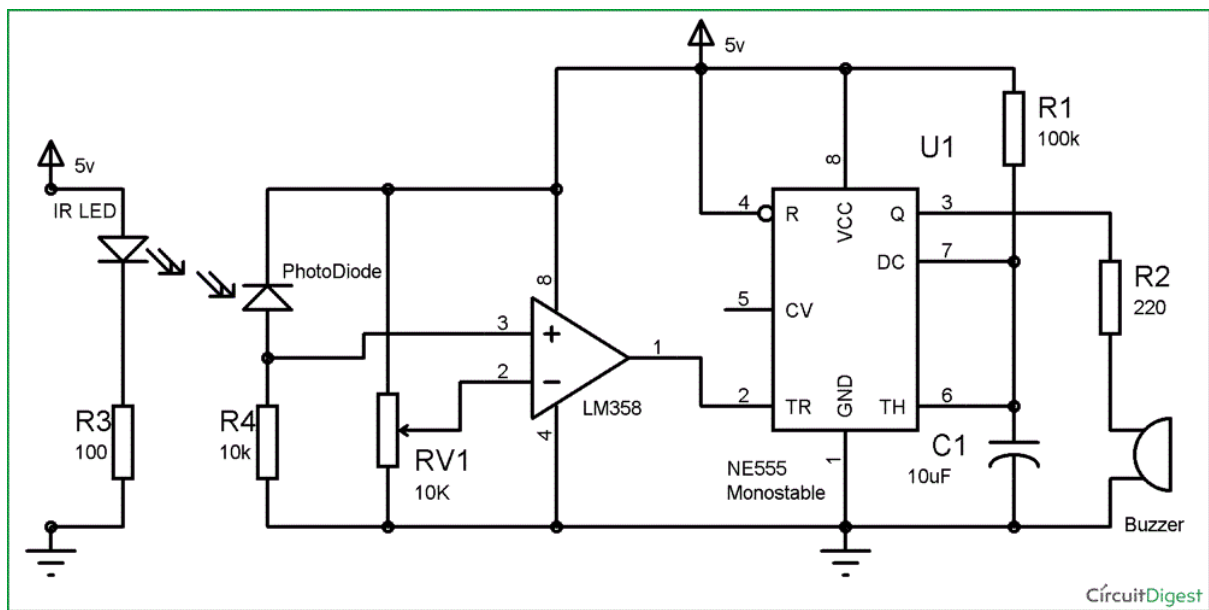 5v
5v
IR LED
PhotoDiode
R3
100
R4
10k
RV1
10K
8
3
+
2
−
4
1
LM358
U1
8
4
R
VCC
Q
3
DC
7
5
CV
2
TR
GND
TH
6
1
NE555
Monostable
R1
100k
C1
10uF
R2
220
Buzzer
CírcuitDigest